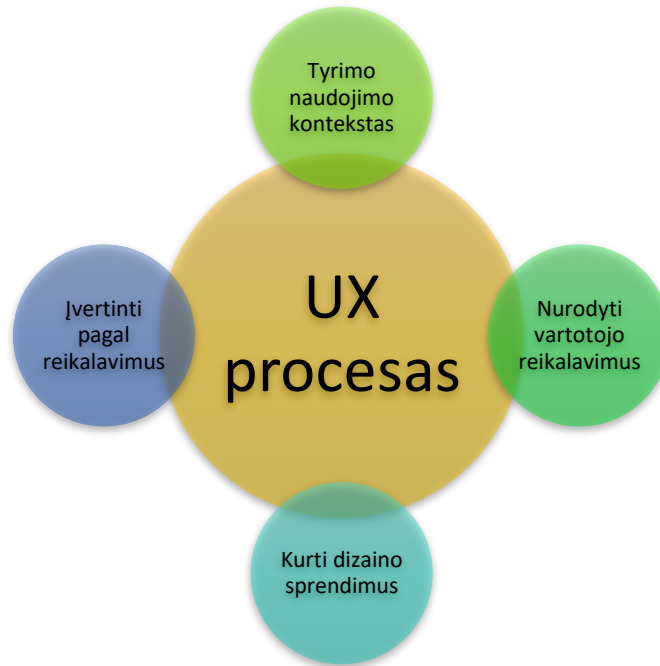 Tyrimo
naudojimo
kontekstas
UX
procesas
Įvertinti
pagal
reikalavimus
Nurodyti
vartotojo
reikalavimus
Kurti dizaino
sprendimus